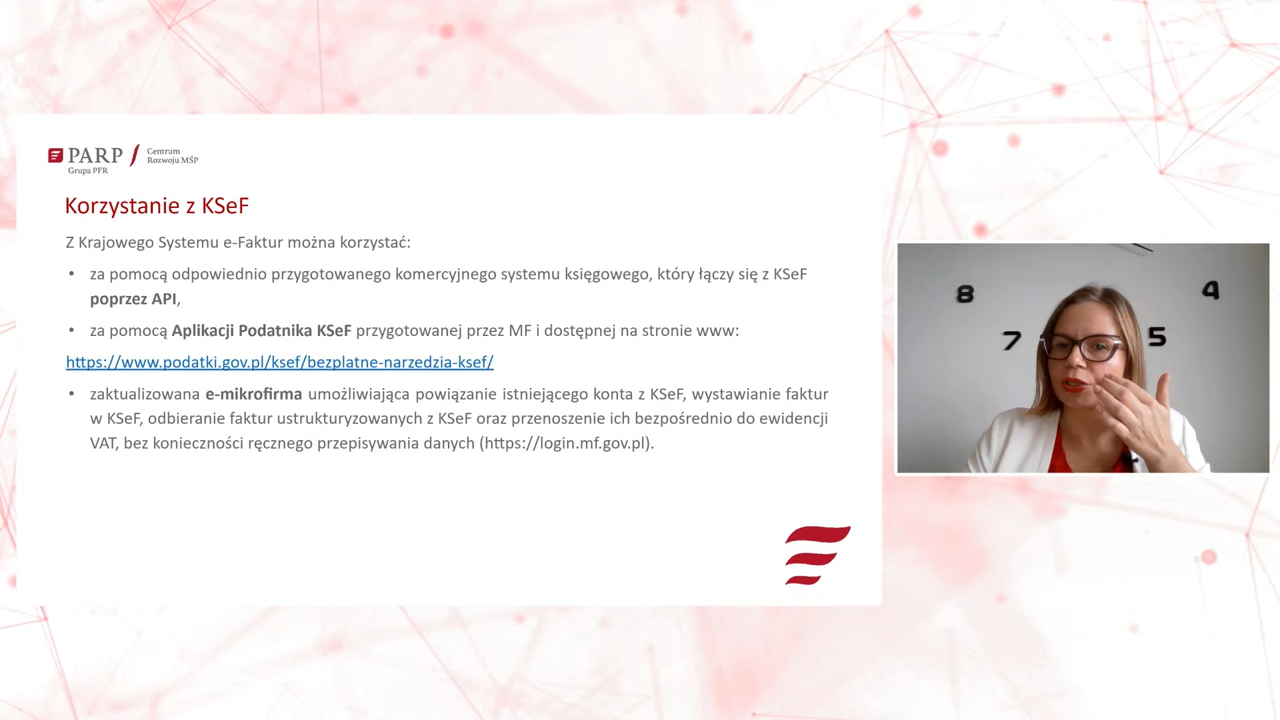 PARP
Grupa PFR
Centrum
Rozwoju MŚP
Korzystanie z KSeF
Z Krajowego Systemu e-Faktur można korzystać:
• za pomocą odpowiednio przygotowanego komercyjnego systemu księgowego, który łączy się z KSeF
poprzez API,
• za pomocą Aplikacji Podatnika KSeF przygotowanej przez MF i dostępnej na stronie www:
https://www.podatki.gov.pl/ksef/bezplatne-narzedzia-ksef/
• zaktualizowana e-mikrofirma umożliwiająca powiązanie istniejącego konta z KSeF, wystawianie faktur
w KSeF, odbieranie faktur ustrukturyzowanych z KSeF oraz przenoszenie ich bezpośrednio do ewidencji
VAT, bez konieczności ręcznego przepisywania danych (https://login.mf.gov.pl).
8
4
7
5